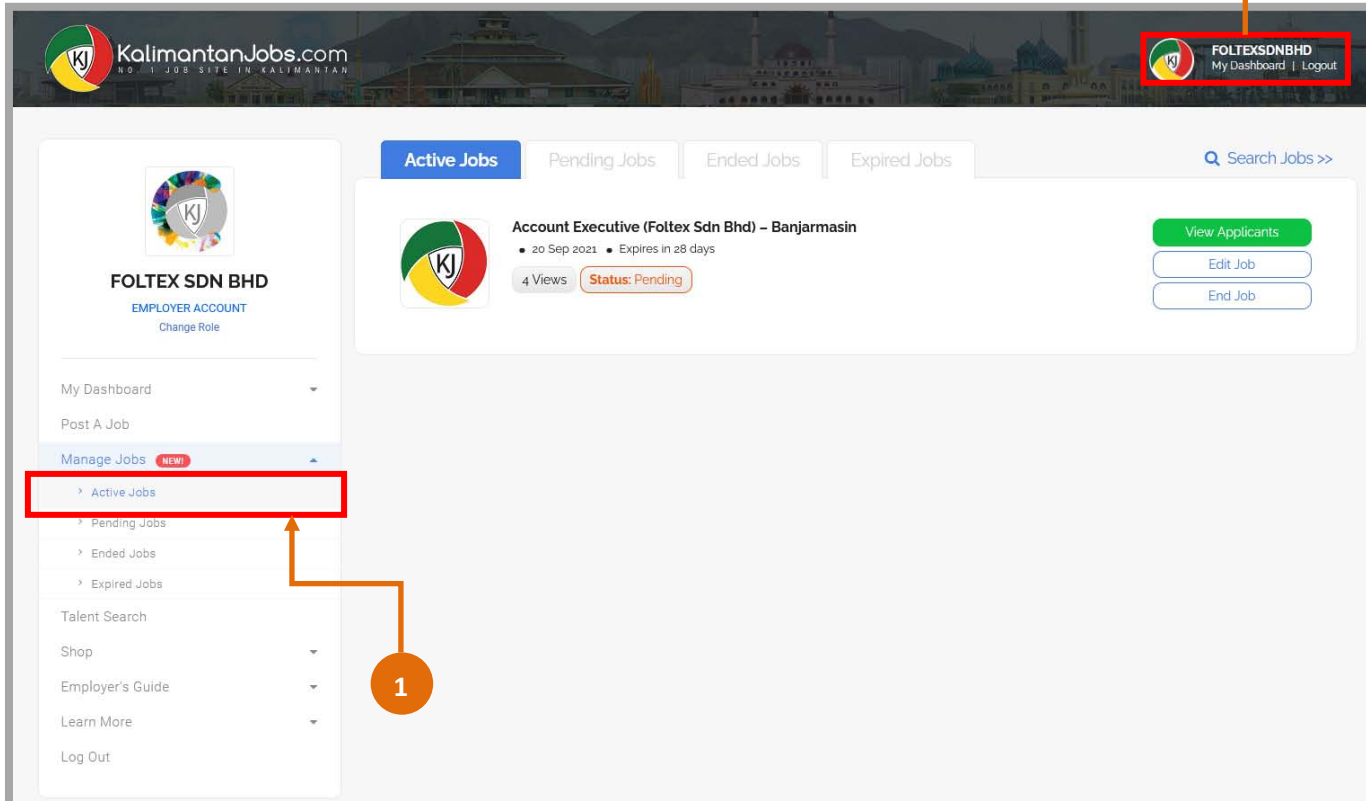 KalimantanJobs.com
NO. 1 JOB SITE IN KALIMANTAN
FOLTEXSDNBHD
My Dashboard | Logout
KJ
KJ
FOLTEX SDN BHD
EMPLOYER ACCOUNT
Change Role
My Dashboard
Post A Job
Manage Jobs NEW!
> Active Jobs
> Pending Jobs
> Ended Jobs
> Expired Jobs
Talent Search
Shop
Employer's Guide
Learn More
Log Out
Active Jobs
Pending Jobs
Ended Jobs
Expired Jobs
Search Jobs >>
KJ
Account Executive (Foltex Sdn Bhd) – Banjarmasin
• 20 Sep 2021 • Expires in 28 days
4 Views Status: Pending
View Applicants
Edit Job
End Job
KJ
1